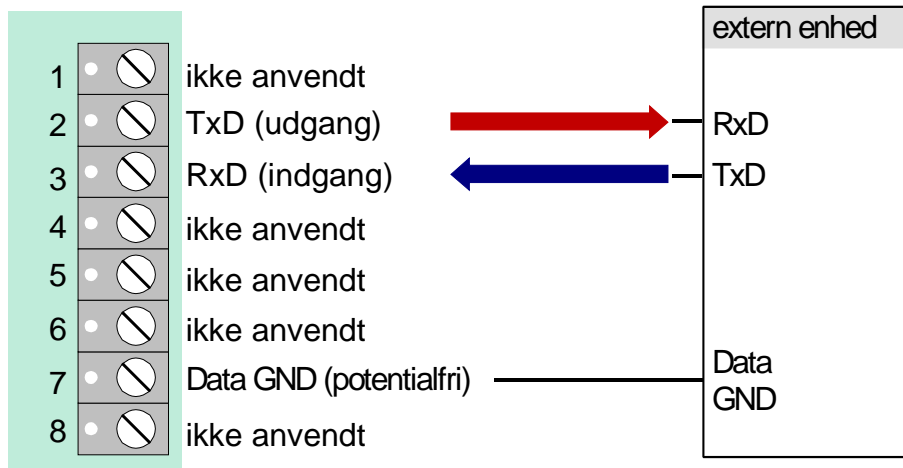 extern enhed
1 ikke anvendt
2 TxD (udgang) RxD
3 RxD (indgang) TxD
4 ikke anvendt
5 ikke anvendt
6 ikke anvendt
7 Data GND (potentialfri) Data
GND
8 ikke anvendt